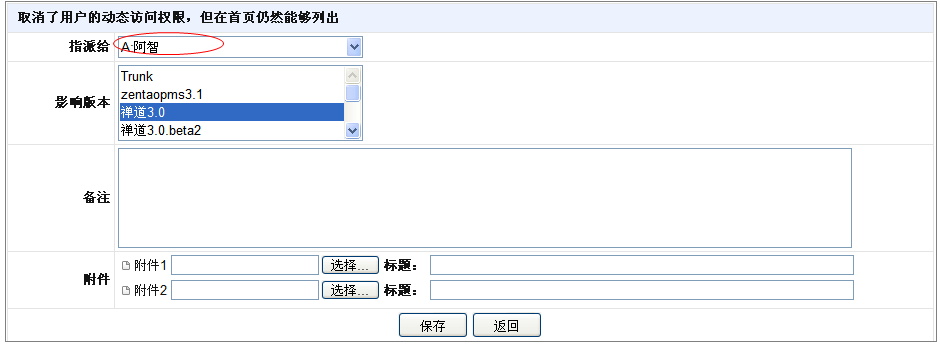 取消了用户的动态访问权限，但在首页仍然能够列出
指派给 A:阿智
影响版本
Trunk
zentaopms3.1
禅道3.0
禅道3.0.beta2
备注
附件
附件1 选择... 标题：
附件2 选择... 标题：
保存 返回